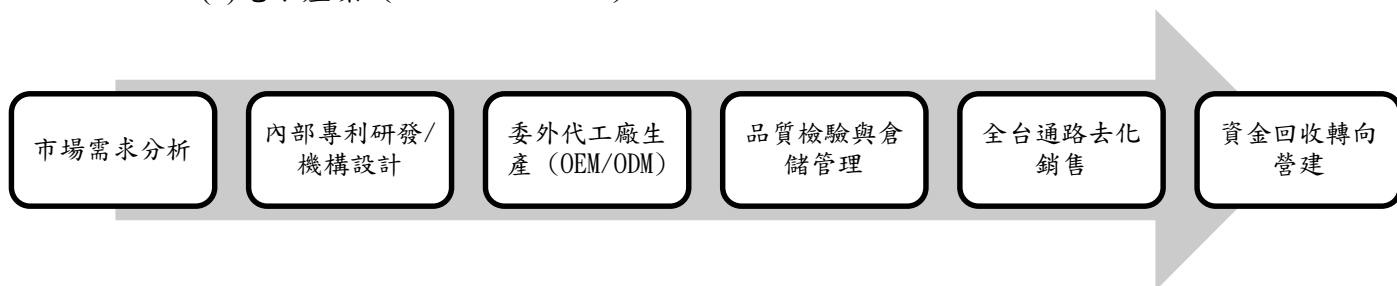 市場需求分析
內部專利研發/
機構設計
委外代工廠生
產 (OEM/ODM)
品質檢驗與倉
儲管理
全台通路去化
銷售
資金回收轉向
營建